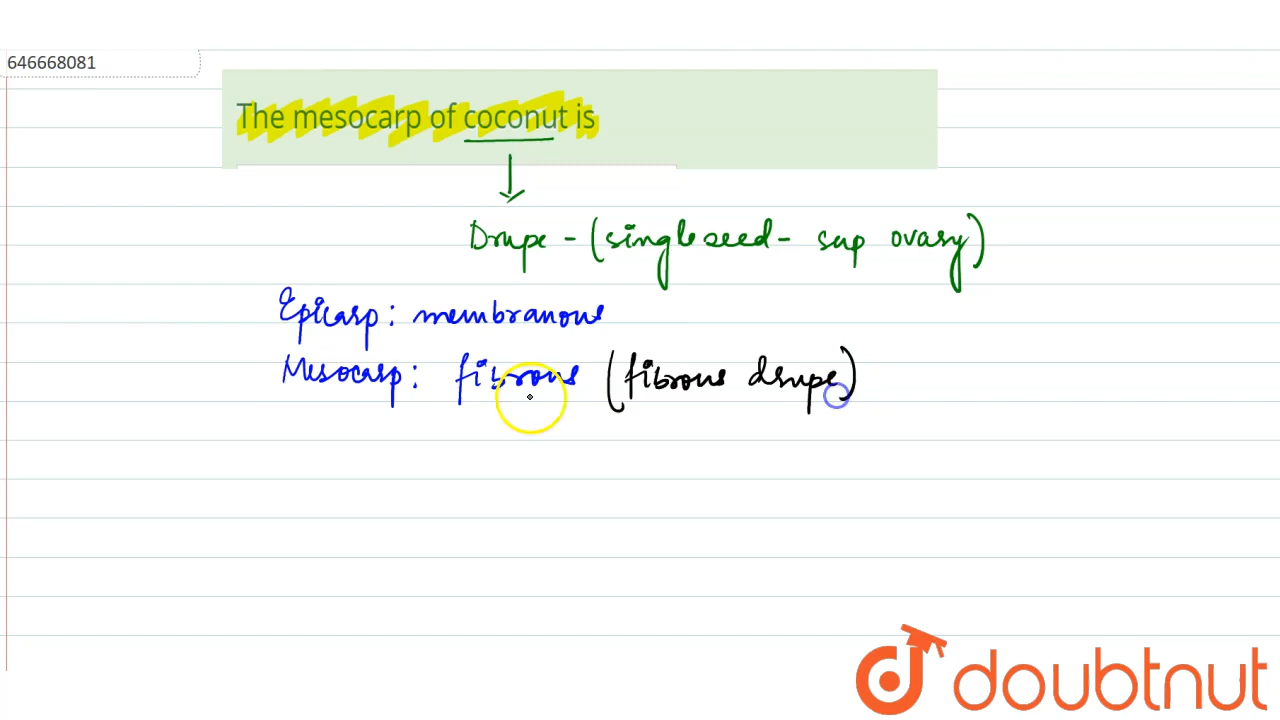 646668081
The mesocarp of coconut is
Drupe - (single seed - sup ovary)
Epicarp : membranous
Mesocarp : fibrous (fibrous drupe)
doubtnut